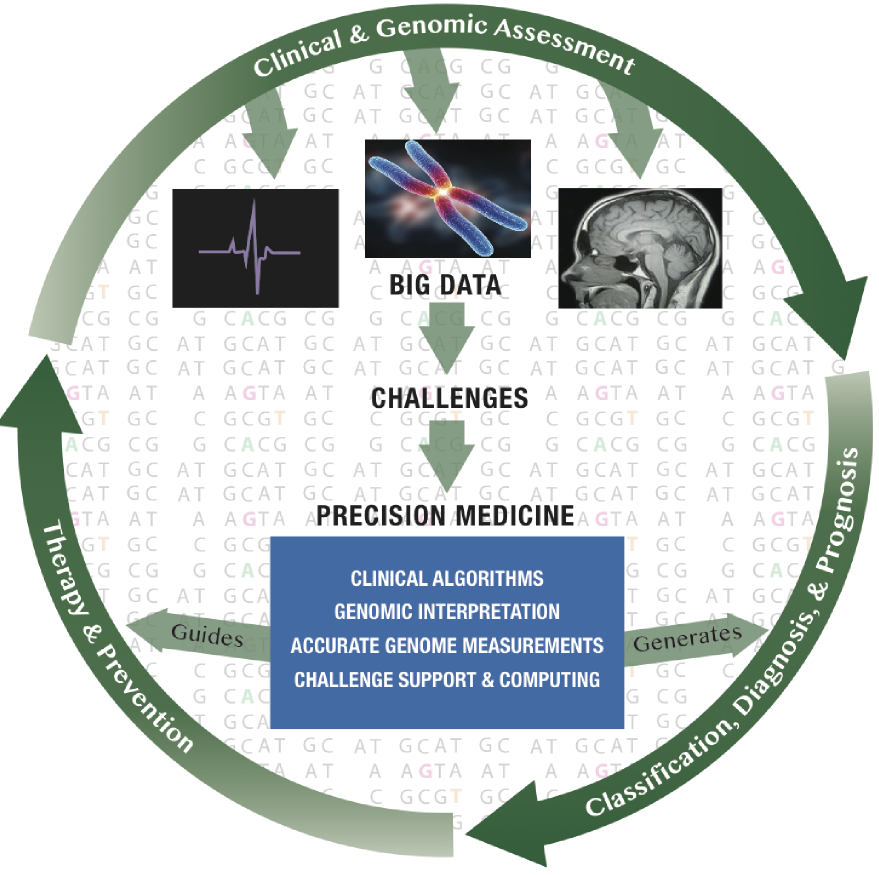 Clinical & Genomic Assessment
BIG DATA
CHALLENGES
PRECISION MEDICINE
CLINICAL ALGORITHMS
GENOMIC INTERPRETATION
ACCURATE GENOME MEASUREMENTS
CHALLENGE SUPPORT & COMPUTING
Guides
Generates
Therapy & Prevention
Classification, Diagnosis, & Prognosis